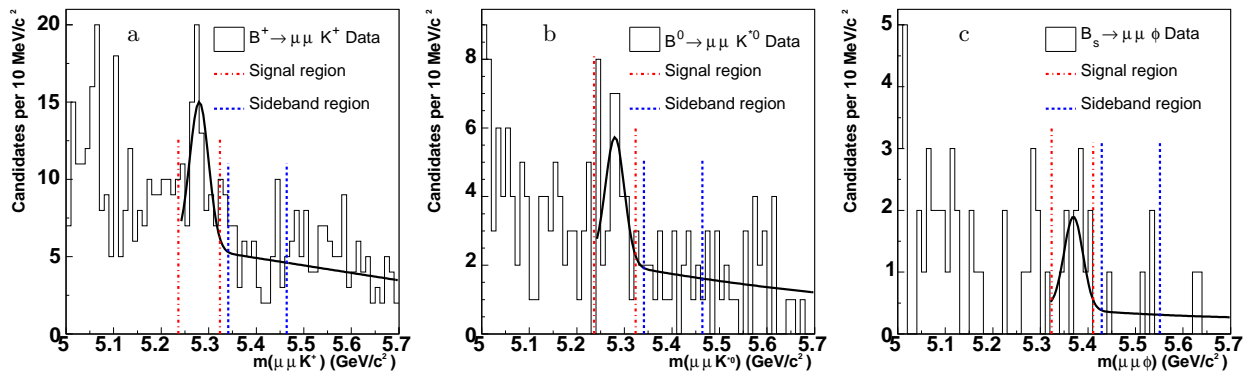 Candidates per 10 MeV/c²
a
B⁺→μμ K⁺ Data
Signal region
Sideband region
20
15
10
5
0
5 5.1 5.2 5.3 5.4 5.5 5.6 5.7
m(μμK⁺) (GeV/c²)
Candidates per 10 MeV/c²
b
B⁰→μμ K*⁰ Data
Signal region
Sideband region
8
6
4
2
0
5 5.1 5.2 5.3 5.4 5.5 5.6 5.7
m(μμK*⁰) (GeV/c²)
Candidates per 10 MeV/c²
c
Bₛ→μμ φ Data
Signal region
Sideband region
5
4
3
2
1
0
5 5.1 5.2 5.3 5.4 5.5 5.6 5.7
m(μμφ) (GeV/c²)